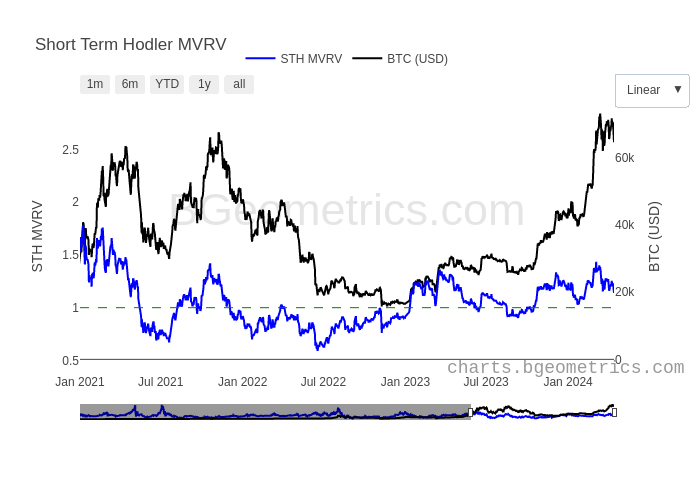 Short Term Hodler MVRV
STH MVRV
BTC (USD)
1m 6m YTD 1y all
Linear ▼
BGeometrics.com
STH MVRV
2.5
2
1.5
1
0.5
60k
40k
20k
0
BTC (USD)
Jan 2021 Jul 2021 Jan 2022 Jul 2022 Jan 2023 Jul 2023 Jan 2024
charts.bgeometrics.com